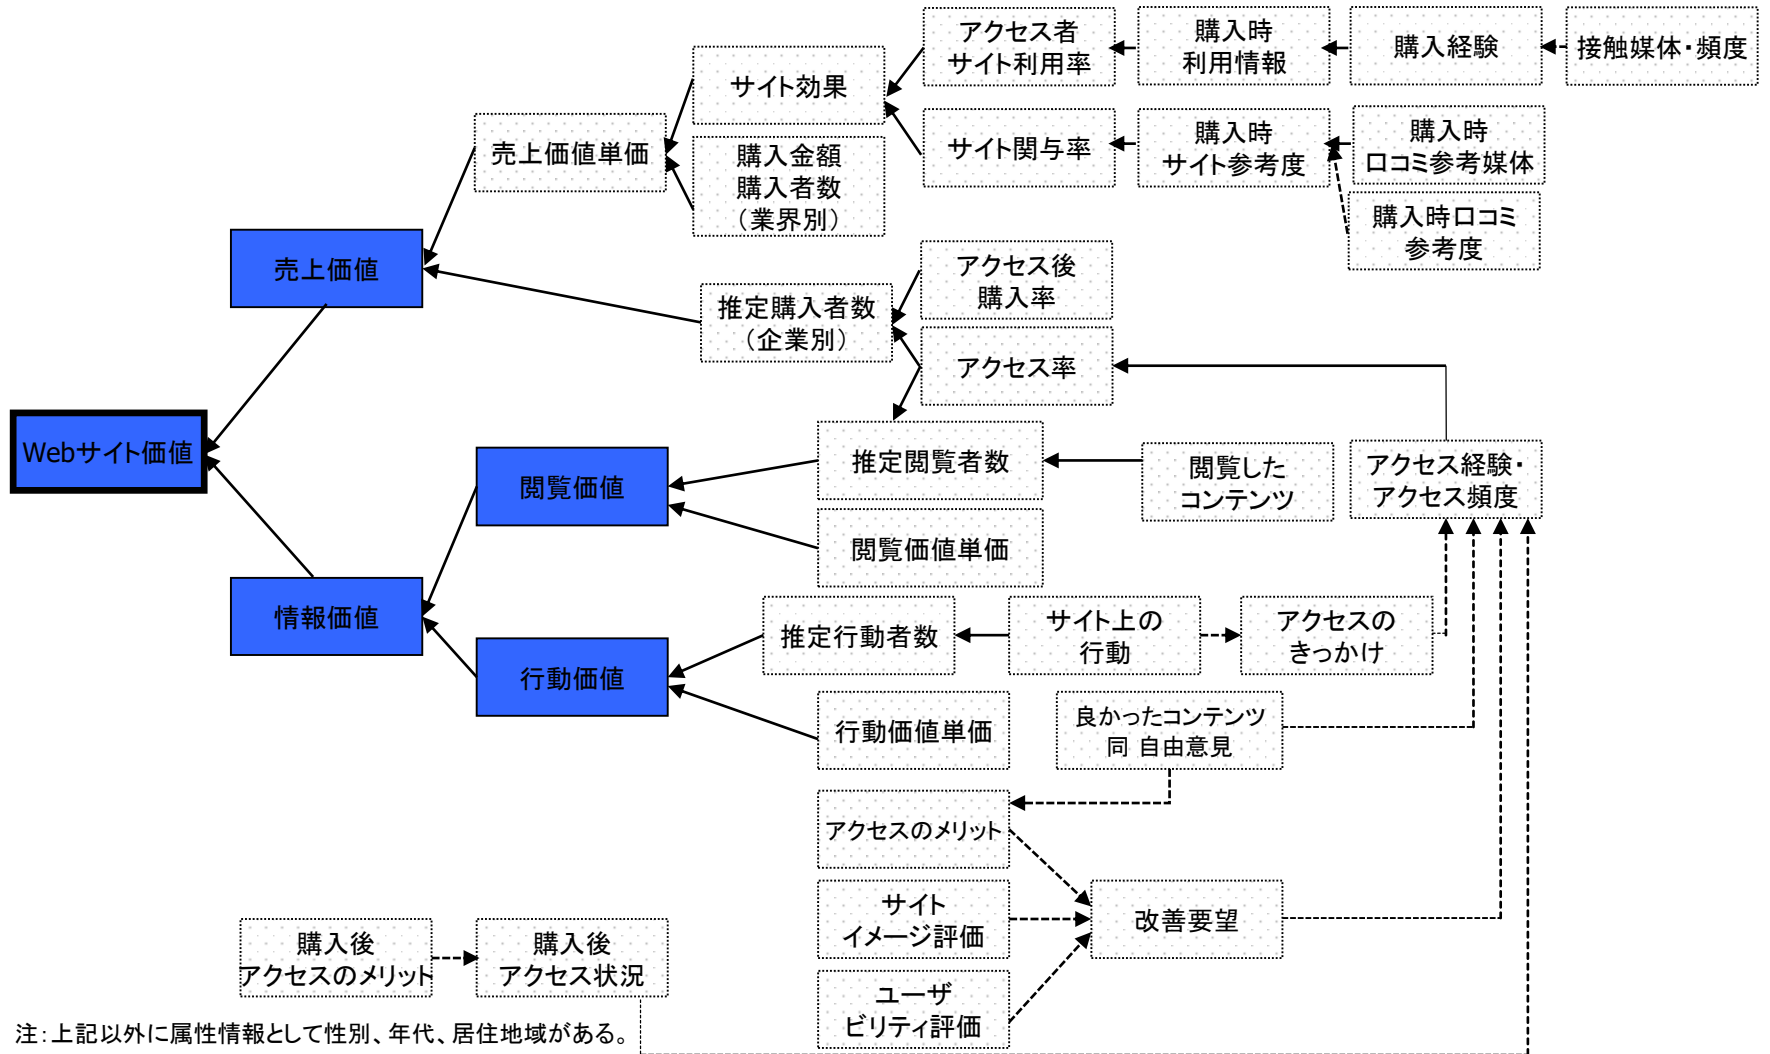 アクセス者
サイト利用率
購入時
利用情報
購入経験
接触媒体・頻度
サイト効果
売上価値単価
購入金額
購入者数
（業界別）
サイト関与率
購入時
サイト参考度
購入時
口コミ参考媒体
購入時口コミ
参考度
売上価値
推定購入者数
（企業別）
アクセス後
購入率
アクセス率
Webサイト価値
閲覧価値
推定閲覧者数
閲覧した
コンテンツ
アクセス経験・
アクセス頻度
閲覧価値単価
情報価値
推定行動者数
サイト上の
行動
アクセスの
きっかけ
行動価値
行動価値単価
良かったコンテンツ
同 自由意見
アクセスのメリット
サイト
イメージ評価
改善要望
購入後
アクセスのメリット
購入後
アクセス状況
ユーザ
ビリティ評価
注：上記以外に属性情報として性別、年代、居住地域がある。